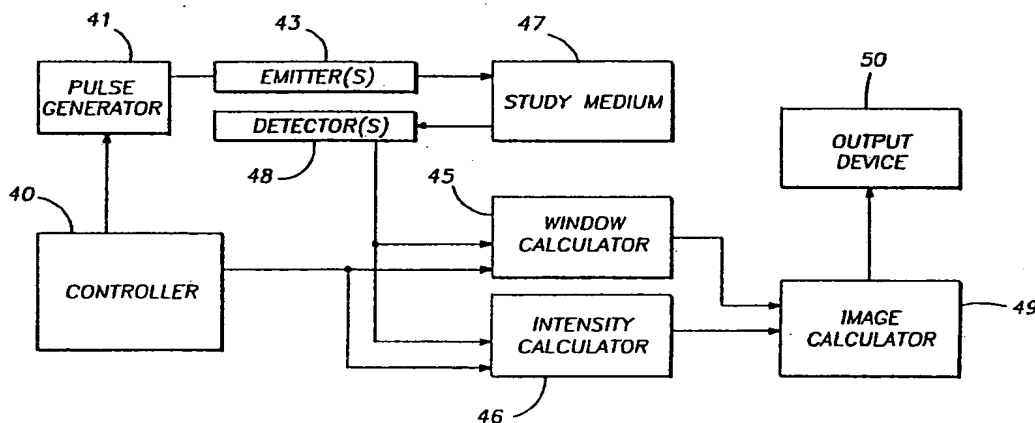 41
PULSE
GENERATOR
43
EMITTER(S)
DETECTOR(S)
48
47
STUDY MEDIUM
50
OUTPUT
DEVICE
40
CONTROLLER
45
WINDOW
CALCULATOR
INTENSITY
CALCULATOR
46
IMAGE
CALCULATOR
49